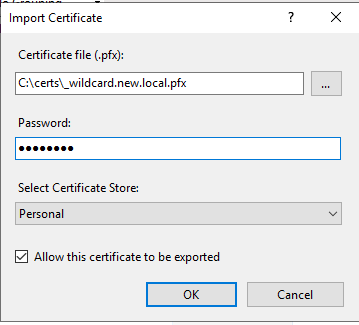 Import Certificate
Certificate file (.pfx):
C:\certs\_wildcard.new.local.pfx
...
Password:
●●●●●●●●
Select Certificate Store:
Personal
Allow this certificate to be exported
OK Cancel